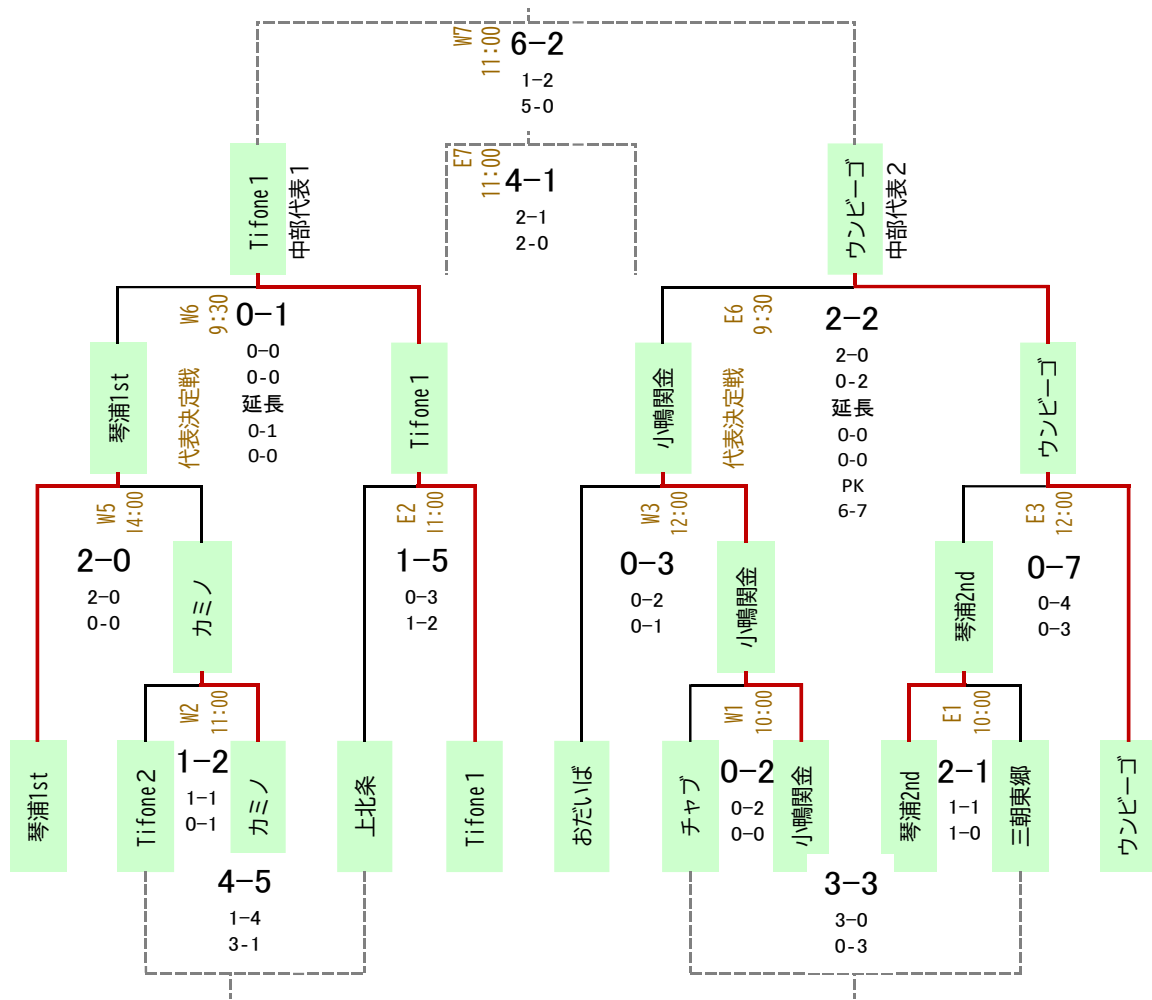 W7
11:00
6−2
1−2
5-0
E7
11:00
4−1
2−1
2-0
Tifone1
中部代表１
ウンビーゴ
中部代表２
W6
9:30
0−1
0−0
0-0
延長
0-1
0-0
代表決定戦
E6
9:30
2−2
2−0
0-2
延長
0-0
0-0
PK
6-7
代表決定戦
琴浦1st
Tifone1
小鴨関金
ウンビーゴ
W5
14:00
2−0
2−0
0-0
E2
11:00
1−5
0−3
1−2
W3
12:00
0−3
0−2
0−1
E3
12:00
0−7
0−4
0−3
カミノ
小鴨関金
琴浦2nd
W2
11:00
1−2
1−1
0−1
W1
10:00
0−2
0−2
0−0
E1
10:00
2−1
1−1
1−0
琴浦1st
Tifone２
カミノ
上北条
Tifone1
おだいば
チャブ
小鴨関金
琴浦2nd
三朝東郷
ウンビーゴ
4−5
1−4
3-1
3−3
3−0
0-3